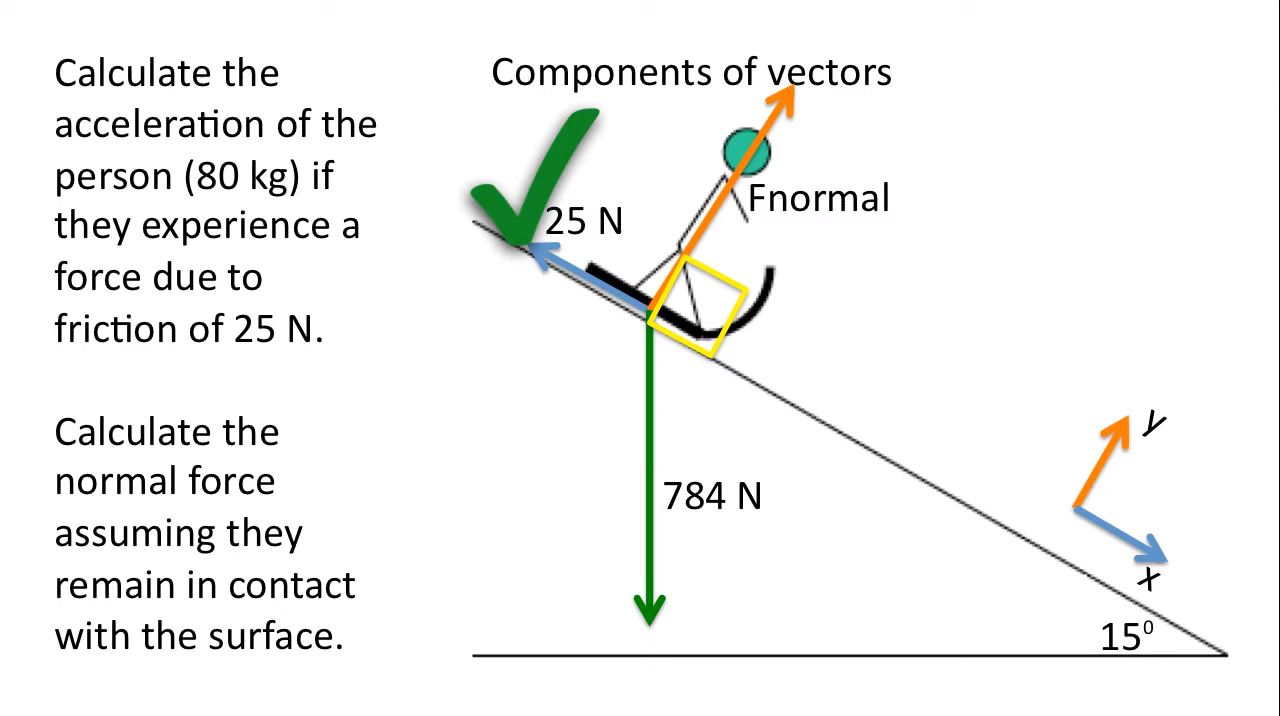 Calculate the
acceleration of the
person (80 kg) if
they experience a
force due to
friction of 25 N.
Calculate the
normal force
assuming they
remain in contact
with the surface.
Components of vectors
Fnormal
25 N
784 N
y
x
15⁰